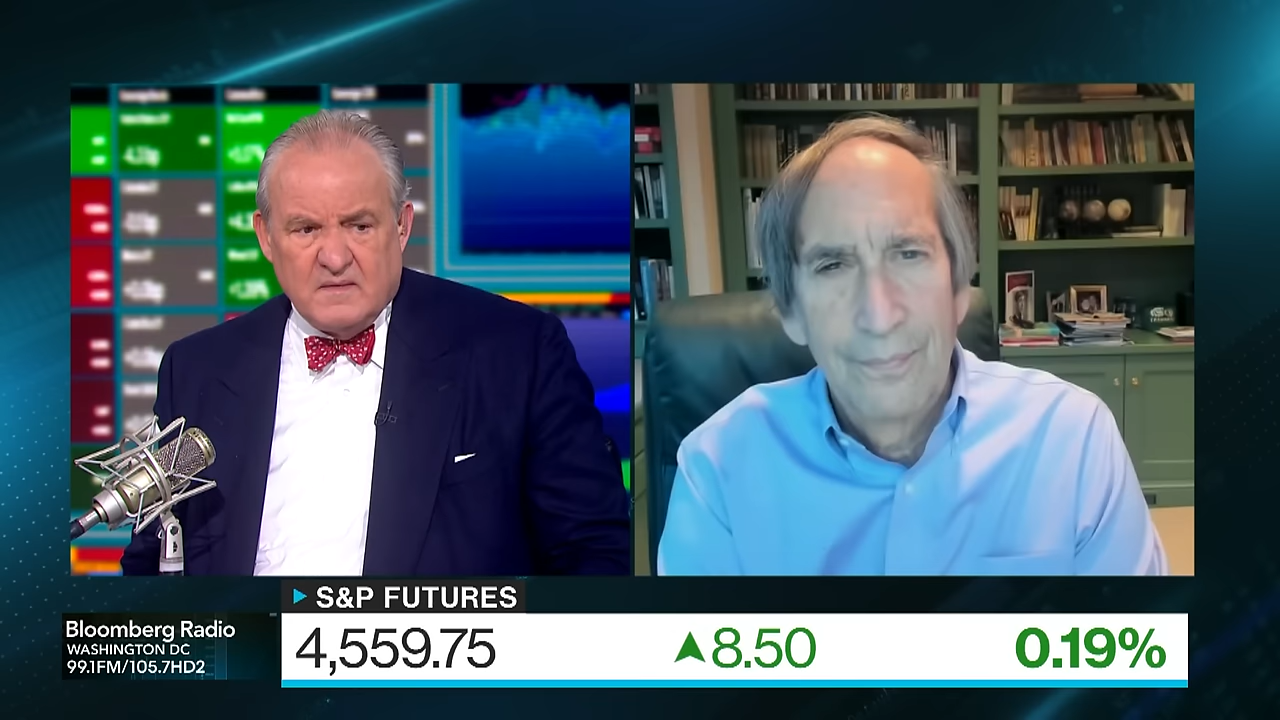 S&P FUTURES
Bloomberg Radio
WASHINGTON DC
99.1FM/105.7HD2
4,559.75 ▲8.50 0.19%